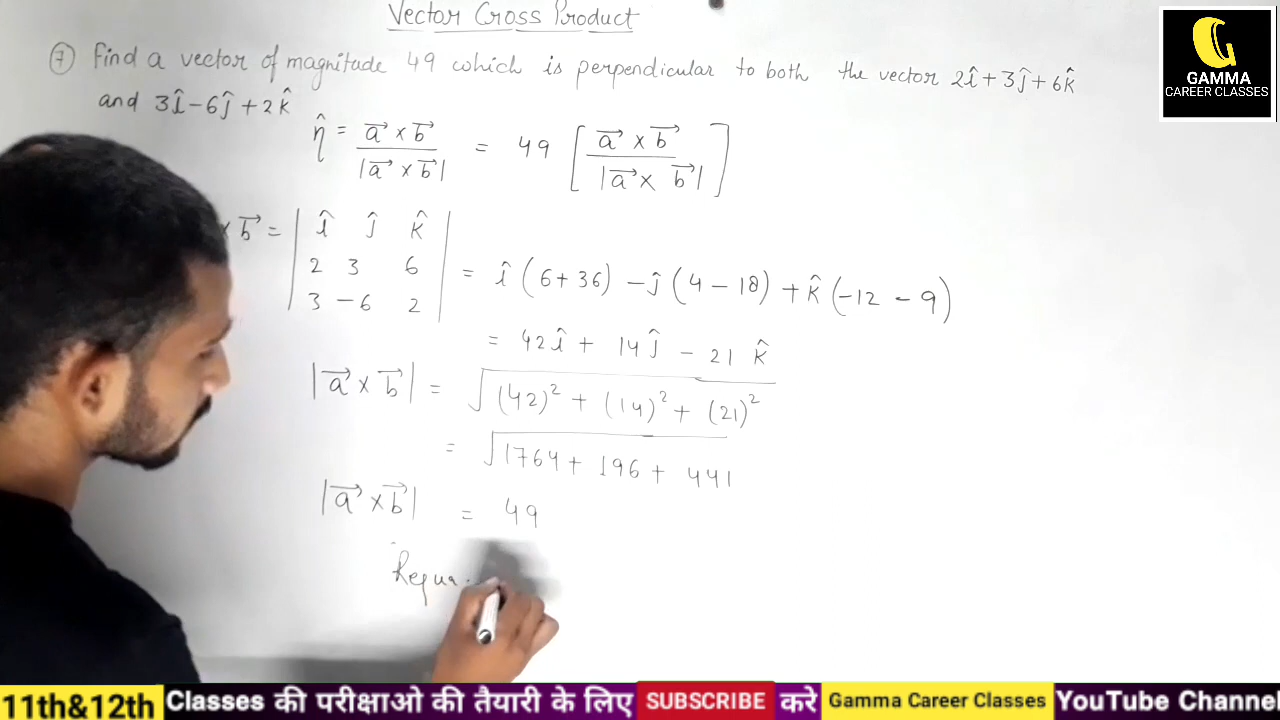 Vector Cross Product
GAMMA
CAREER CLASSES
⑦ Find a vector of magnitude 49 which is perpendicular to both the vector 2î+3ĵ+6k̂
and 3î-6ĵ+2k̂
η̂ = a⃗ × b⃗ / |a⃗ × b⃗| = 49 [ a⃗ × b⃗ / |a⃗ × b⃗| ]
× b⃗ = | î ĵ k̂
2 3 6
3 -6 2 | = î (6+36) -ĵ (4-18) +k̂ (-12 - 9)
= 42î + 14ĵ - 21 k̂
|a⃗ × b⃗| = √(42)² + (14)² + (21)²
= √1764 + 196 + 441
|a⃗ × b⃗| = 49
11th&12th Classes की परीक्षाओ की तैयारी के लिए SUBSCRIBE करे Gamma Career Classes YouTube Channel